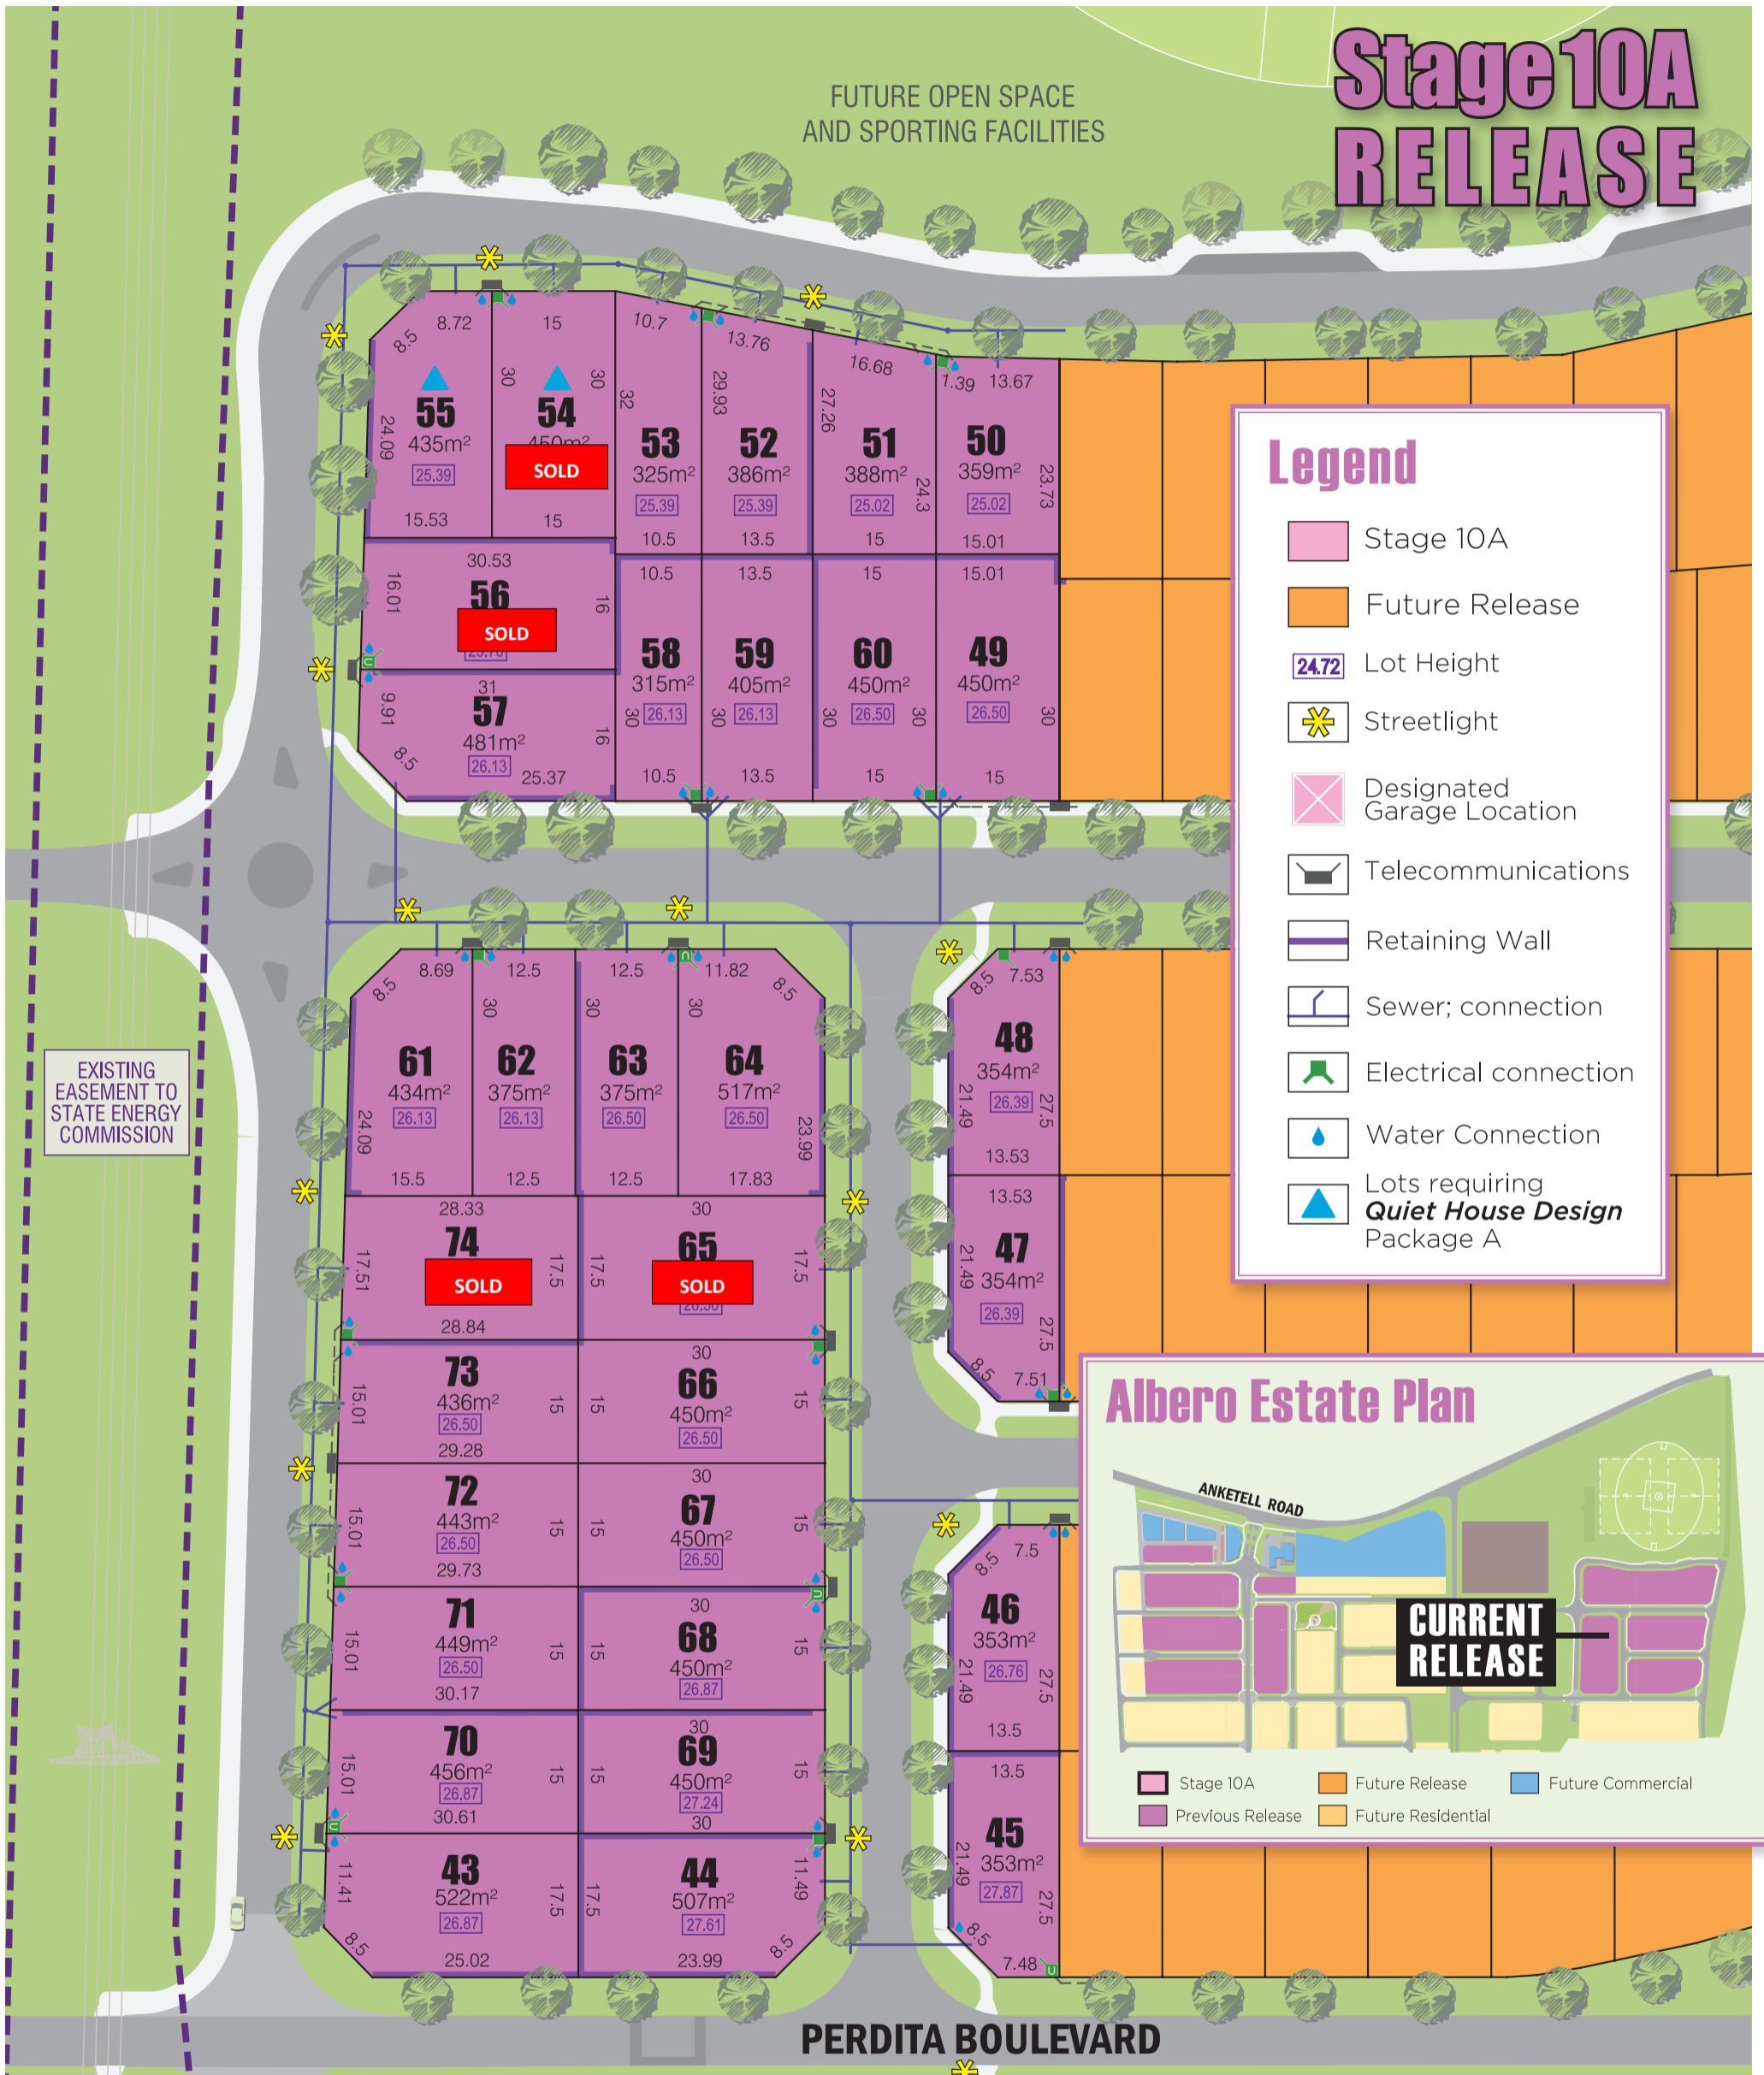 Stage 10A
RELEASE
FUTURE OPEN SPACE
AND SPORTING FACILITIES
8.5
8.72
15
10.7
13.76
16.68
1.39
13.67
55
435m²
25.39
24.09
30
15.53
54
450m²
SOLD
30
15
53
325m²
25.39
32
10.5
52
386m²
25.39
29.93
13.5
51
388m²
25.02
27.26
24.3
15
50
359m²
25.02
23.73
15.01
30.53
56
SOLD
16.01
16
31
57
481m²
26.13
9.91
8.5
16
25.37
10.5
58
315m²
26.13
30
10.5
13.5
59
405m²
26.13
30
13.5
15
60
450m²
26.50
30
30
15
15.01
49
450m²
26.50
30
15
8.5
8.69
12.5
12.5
11.82
8.5
61
434m²
26.13
24.09
15.5
30
62
375m²
26.13
12.5
30
63
375m²
26.50
12.5
30
64
517m²
26.50
23.99
17.83
8.5
7.53
48
354m²
26.39
21.49
27.5
13.53
13.53
47
354m²
26.39
21.49
27.5
8.5
7.51
28.33
74
SOLD
17.51
17.5
28.84
30
65
SOLD
26.50
17.5
17.5
73
436m²
26.50
15.01
15
29.28
30
66
450m²
26.50
15
15
72
443m²
26.50
15.01
15
29.73
30
67
450m²
26.50
15
15
71
449m²
26.50
15.01
15
30.17
30
68
450m²
26.87
15
15
70
456m²
26.87
15.01
15
30.61
30
69
450m²
27.24
15
15
30
43
522m²
26.87
11.41
17.5
8.5
25.02
44
507m²
27.61
17.5
11.49
8.5
23.99
8.5
7.5
46
353m²
26.76
21.49
27.5
13.5
13.5
45
353m²
27.87
21.49
27.5
8.5
7.48
EXISTING
EASEMENT TO
STATE ENERGY
COMMISSION
PERDITA BOULEVARD
Legend
Stage 10A
Future Release
24.72 Lot Height
Streetlight
Designated
Garage Location
Telecommunications
Retaining Wall
Sewer; connection
Electrical connection
Water Connection
Lots requiring
Quiet House Design
Package A
Albero Estate Plan
ANKETELL ROAD
CURRENT
RELEASE
Stage 10A
Future Release
Future Commercial
Previous Release
Future Residential